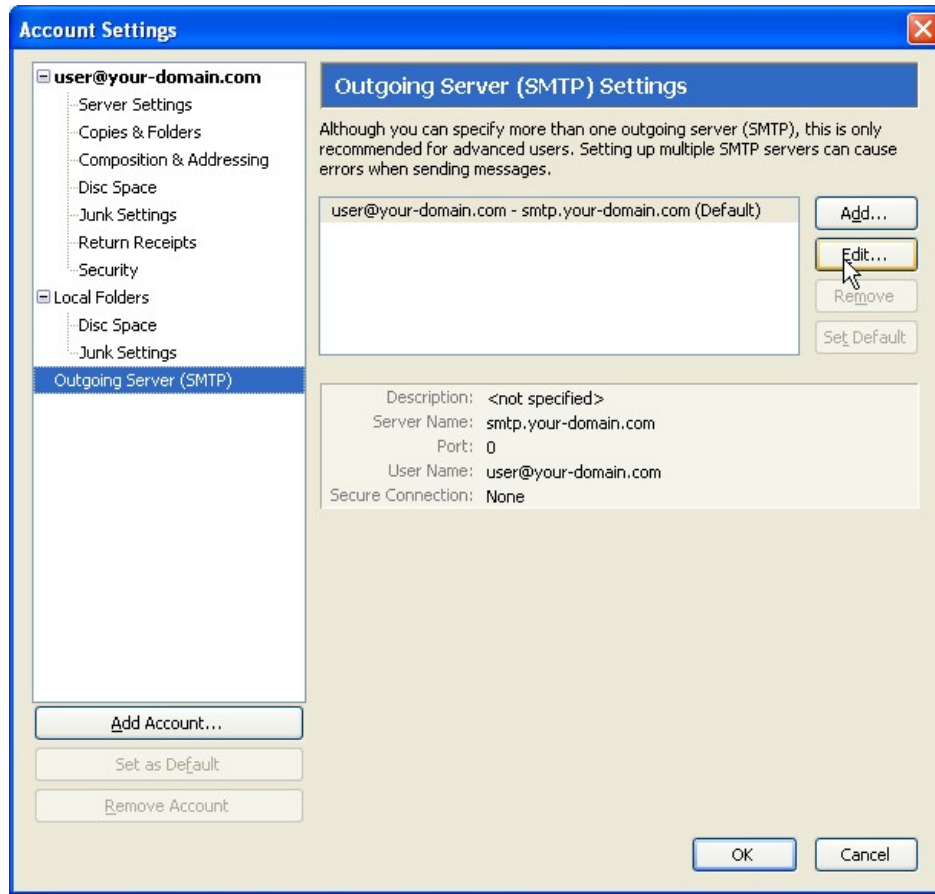 Account Settings
user@your-domain.com
Server Settings
Copies & Folders
Composition & Addressing
Disc Space
Junk Settings
Return Receipts
Security
Local Folders
Disc Space
Junk Settings
Outgoing Server (SMTP)
Add Account...
Set as Default
Remove Account
Outgoing Server (SMTP) Settings
Although you can specify more than one outgoing server (SMTP), this is only
recommended for advanced users. Setting up multiple SMTP servers can cause
errors when sending messages.
user@your-domain.com - smtp.your-domain.com (Default)
Add...
Edit...
Remove
Set Default
Description: <not specified>
Server Name: smtp.your-domain.com
Port: 0
User Name: user@your-domain.com
Secure Connection: None
OK
Cancel